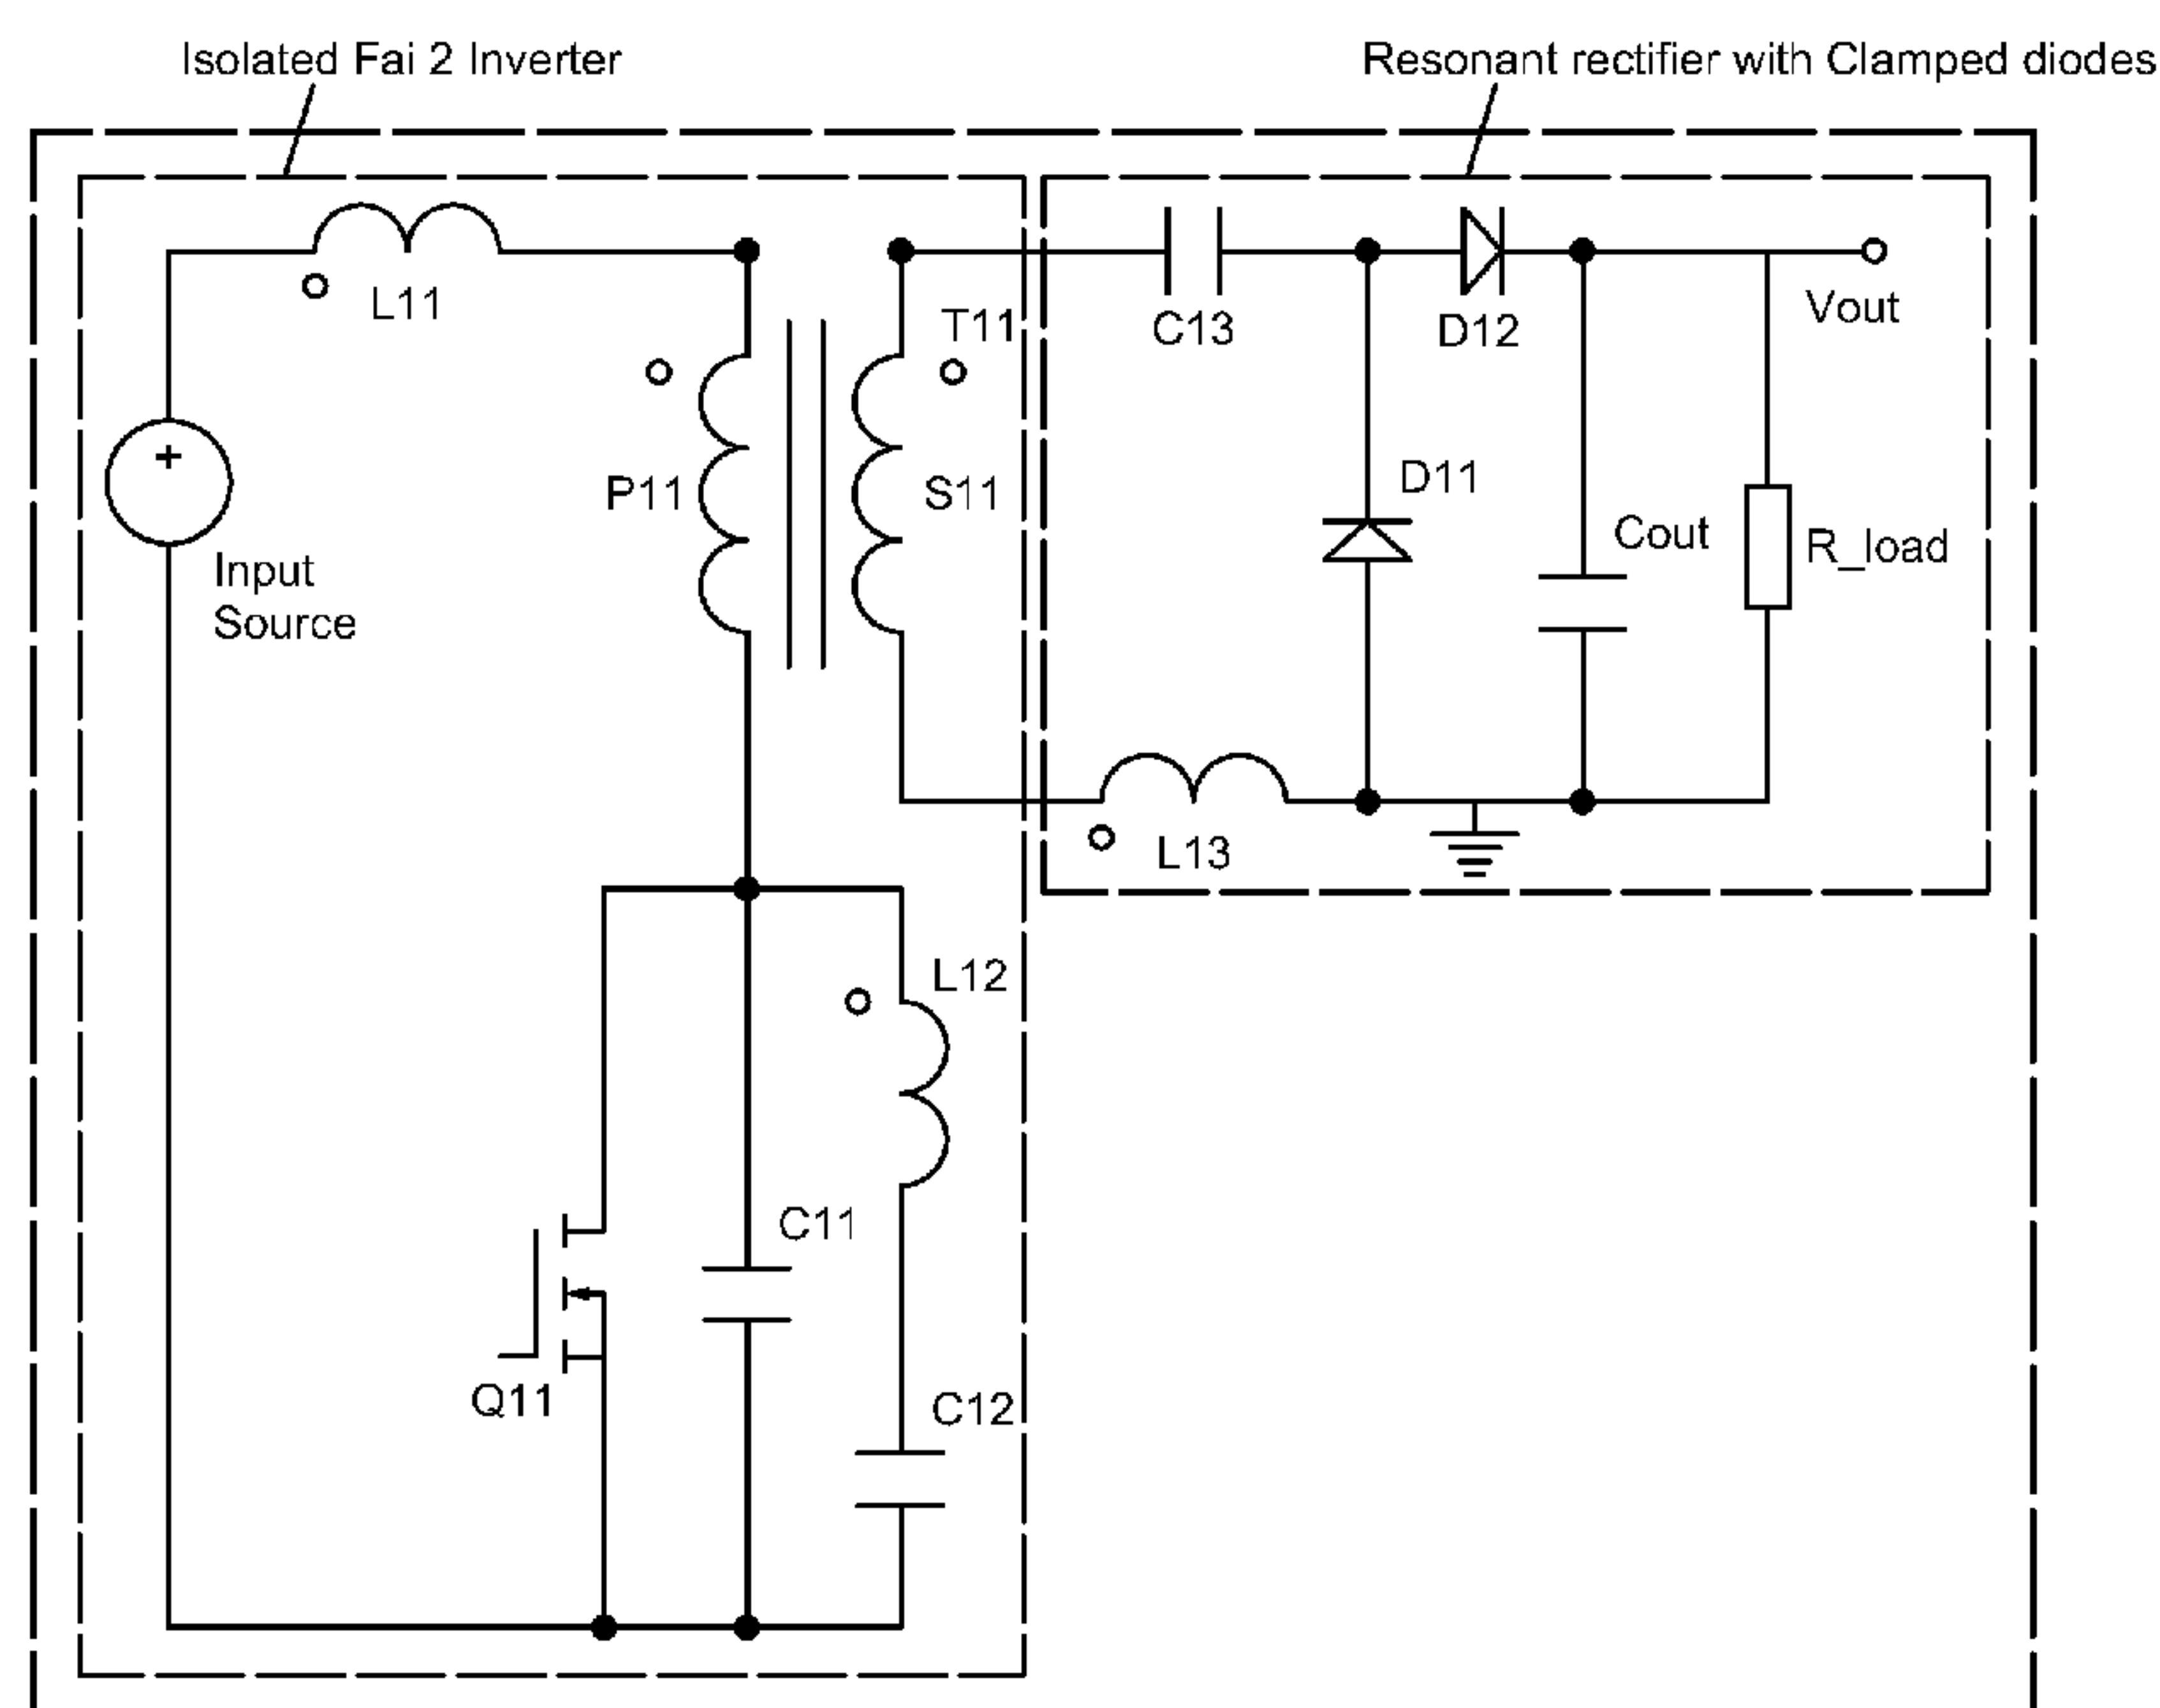 Isolated Fai 2 Inverter
Resonant rectifier with Clamped diodes
L11
T11
C13
D12
Vout
+
P11
S11
D11
Cout
R_load
Input
Source
L13
L12
C11
Q11
C12